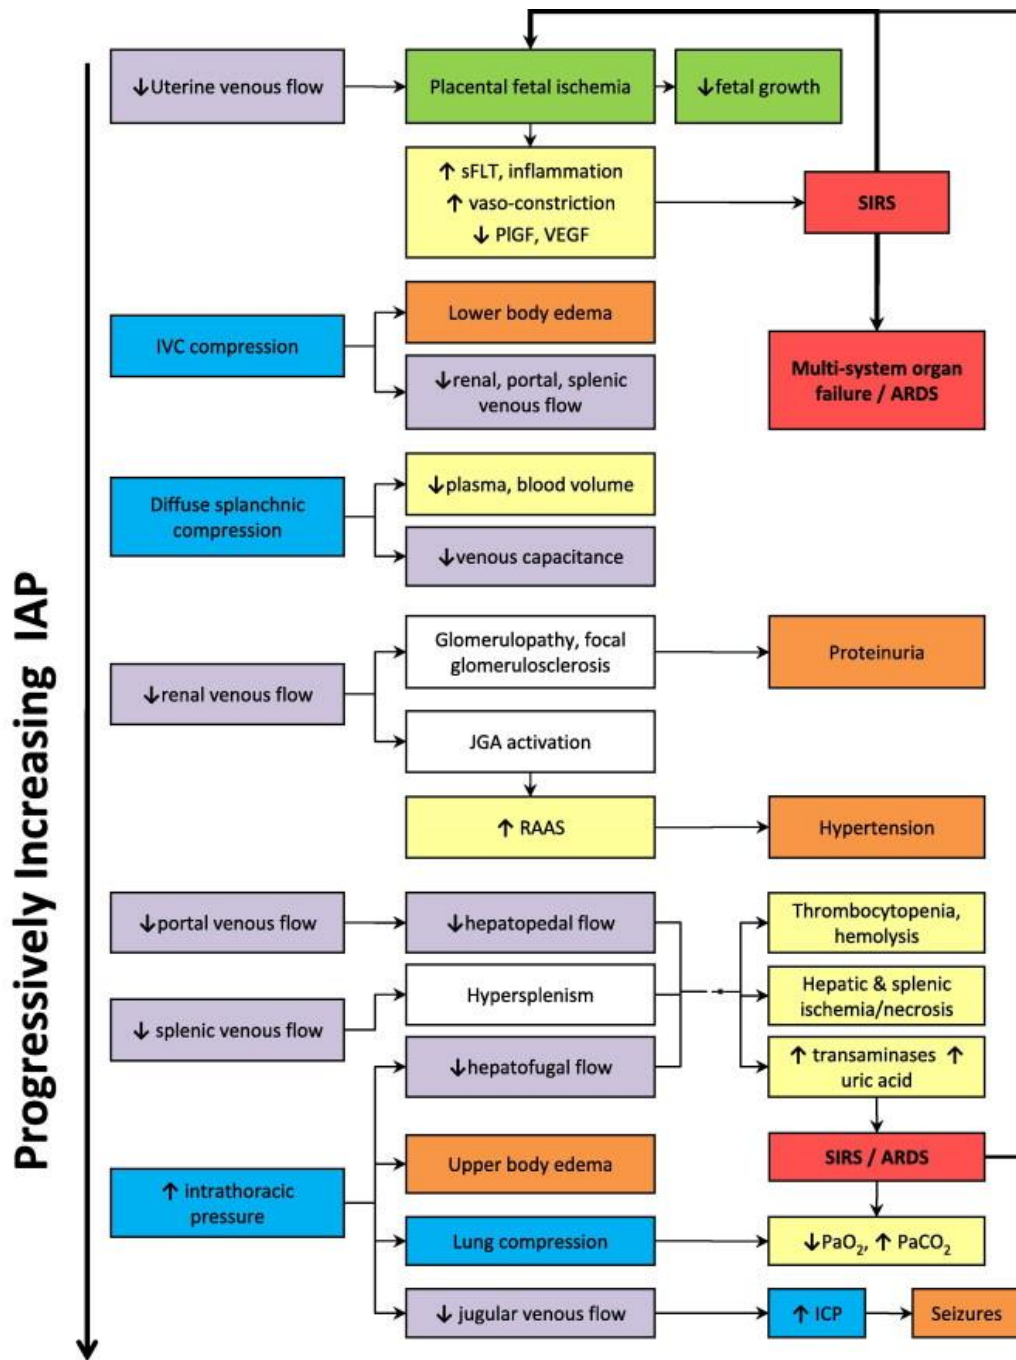 Progressively Increasing IAP
↓Uterine venous flow
Placental fetal ischemia
↓fetal growth
↑ sFLT, inflammation
↑ vaso-constriction
↓ PlGF, VEGF
SIRS
IVC compression
Lower body edema
↓renal, portal, splenic
venous flow
Multi-system organ
failure / ARDS
Diffuse splanchnic
compression
↓plasma, blood volume
↓venous capacitance
↓renal venous flow
Glomerulopathy, focal
glomerulosclerosis
Proteinuria
JGA activation
↑ RAAS
Hypertension
↓portal venous flow
↓hepatopedal flow
Thrombocytopenia,
hemolysis
↓ splenic venous flow
Hypersplenism
Hepatic & splenic
ischemia/necrosis
↓hepatofugal flow
↑ transaminases ↑
uric acid
↑ intrathoracic
pressure
Upper body edema
SIRS / ARDS
Lung compression
↓PaO₂, ↑ PaCO₂
↓ jugular venous flow
↑ ICP
Seizures